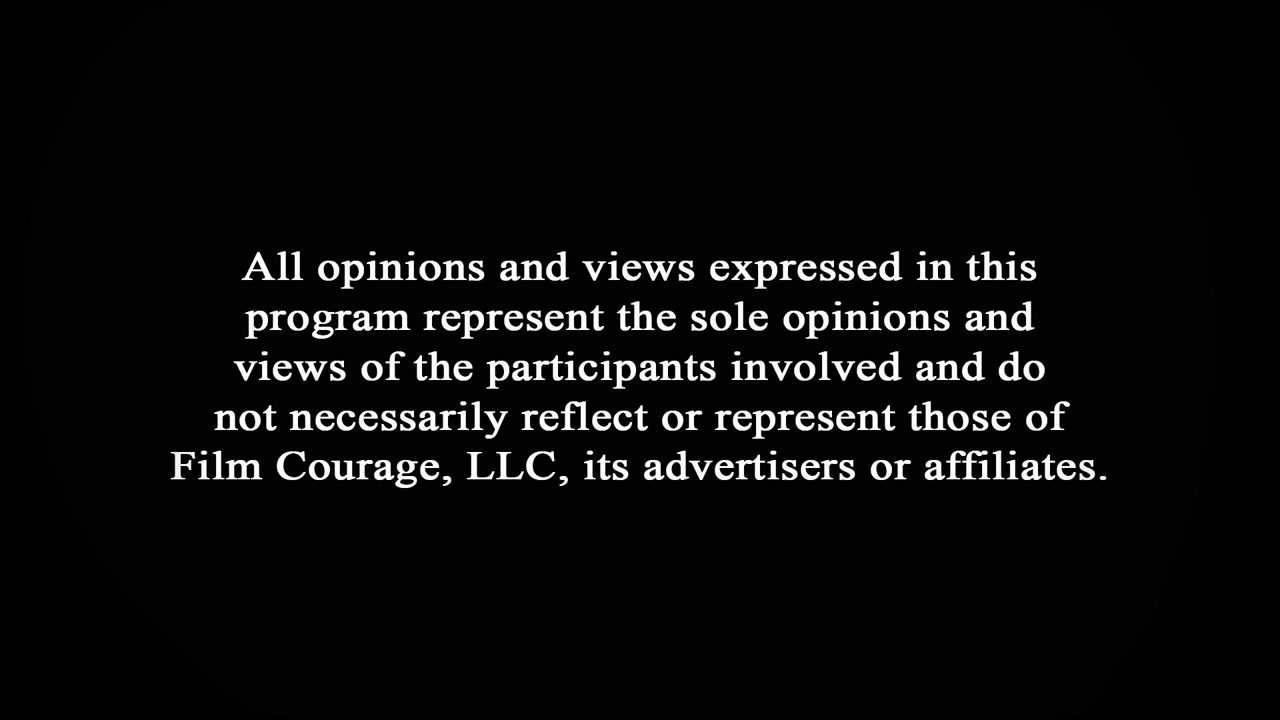 All opinions and views expressed in this
program represent the sole opinions and
views of the participants involved and do
not necessarily reflect or represent those of
Film Courage, LLC, its advertisers or affiliates.